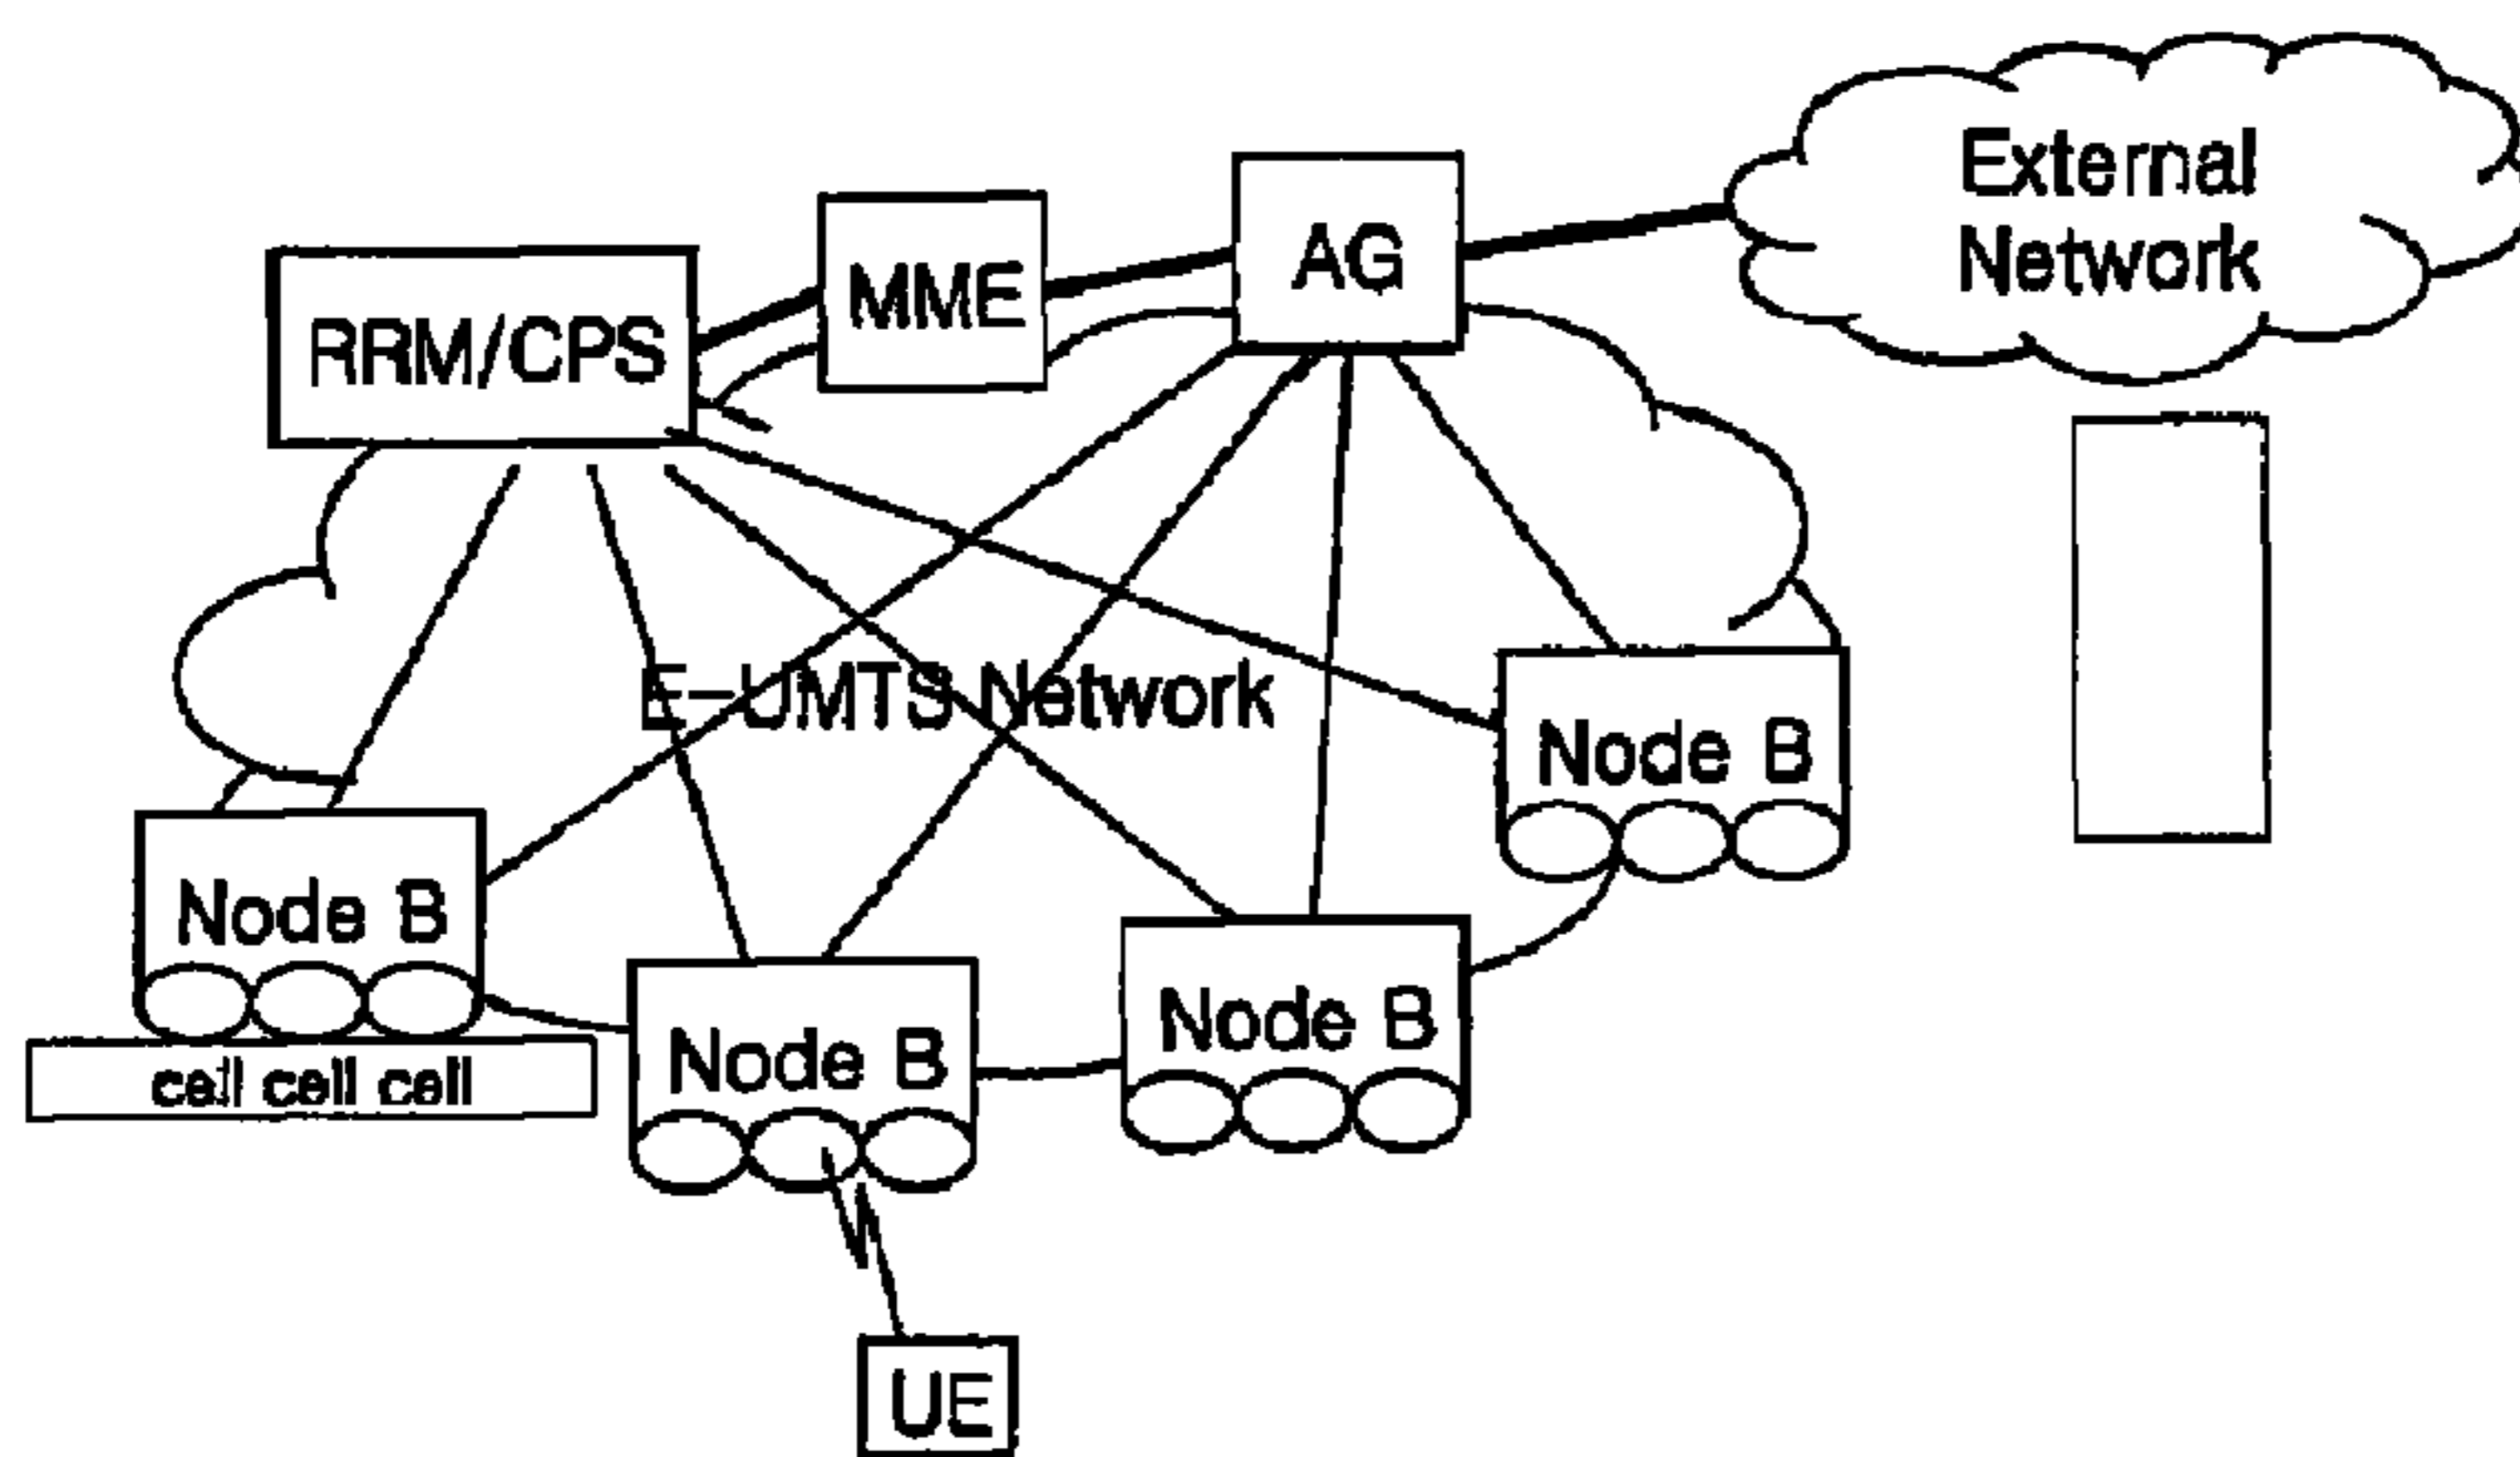 External
Network
AG
MME
RRM/CPS
E-UMTS Network
Node B
Node B
Node B
Node B
cell cell cell
UE